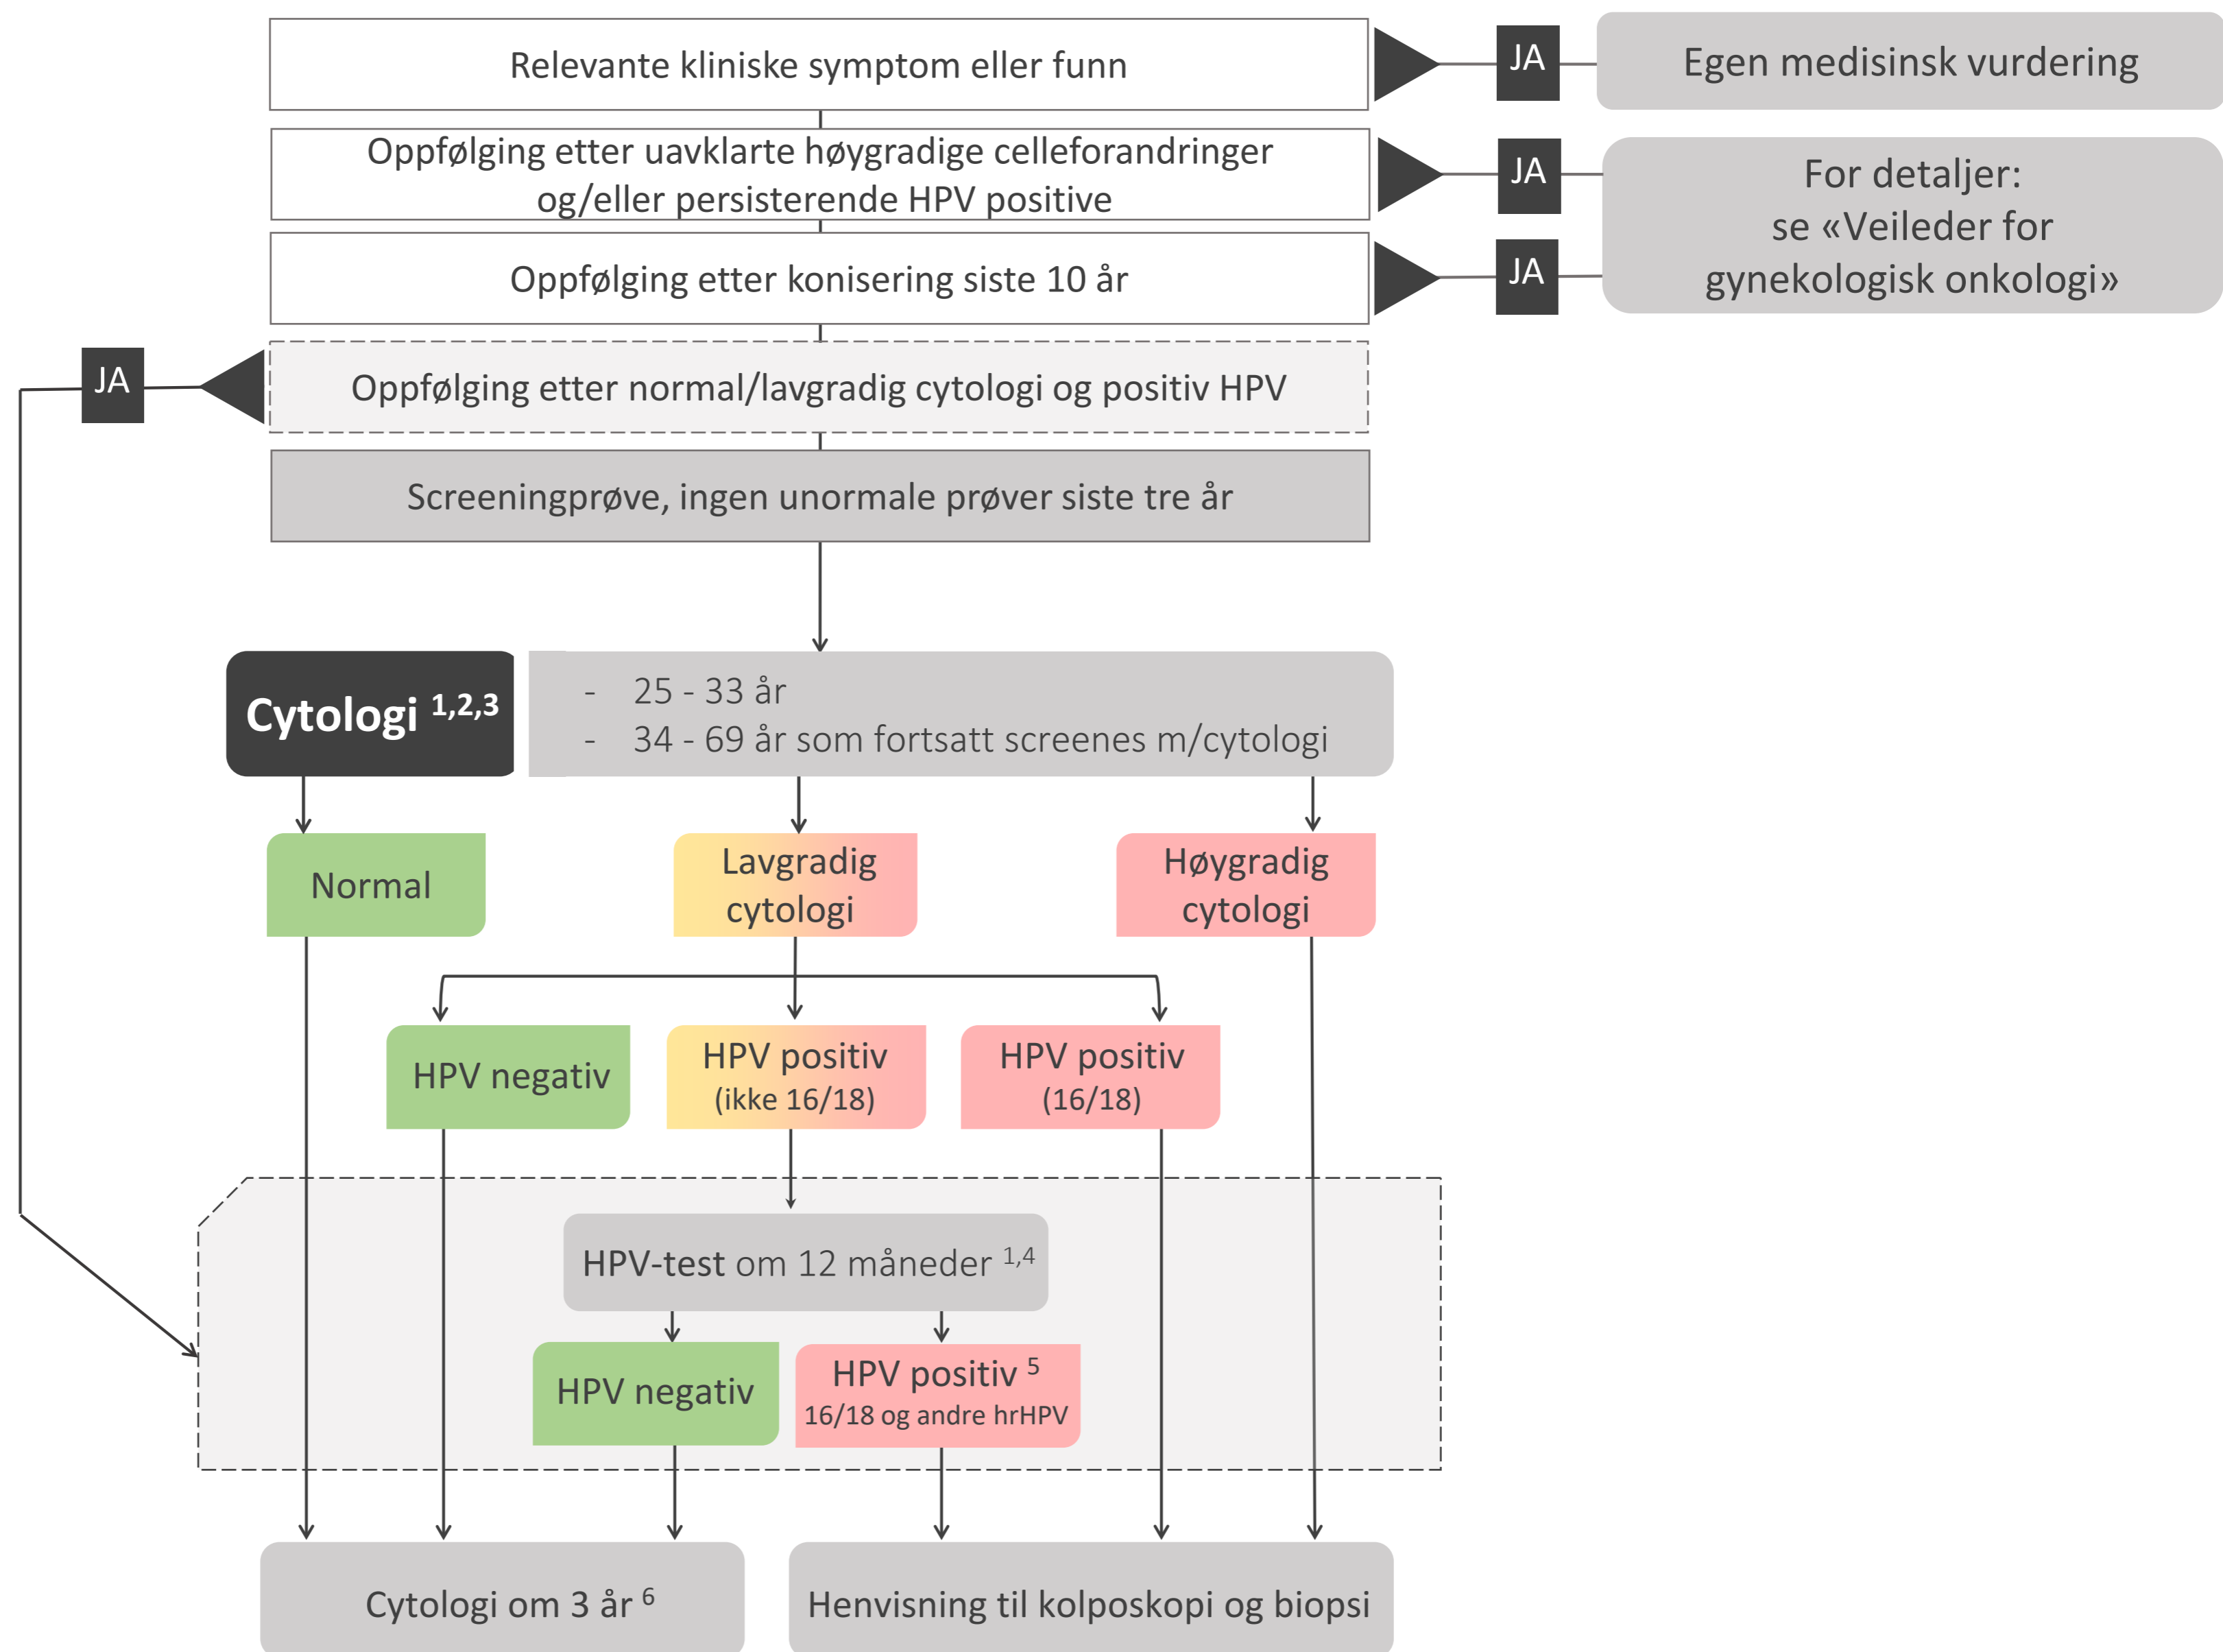 Relevante kliniske symptom eller funn
JA
Egen medisinsk vurdering
Oppfølging etter uavklarte høygradige celleforandringer
og/eller persisterende HPV positive
JA
For detaljer:
se «Veileder for
gynekologisk onkologi»
Oppfølging etter konisering siste 10 år
JA
JA
Oppfølging etter normal/lavgradig cytologi og positiv HPV
Screeningprøve, ingen unormale prøver siste tre år
Cytologi 1,2,3
- 25 - 33 år
- 34 - 69 år som fortsatt screenes m/cytologi
Normal
Lavgradig
cytologi
Høygradig
cytologi
HPV negativ
HPV positiv
(ikke 16/18)
HPV positiv
(16/18)
HPV-test om 12 måneder 1,4
HPV negativ
HPV positiv 5
16/18 og andre hrHPV
Cytologi om 3 år 6
Henvisning til kolposkopi og biopsi